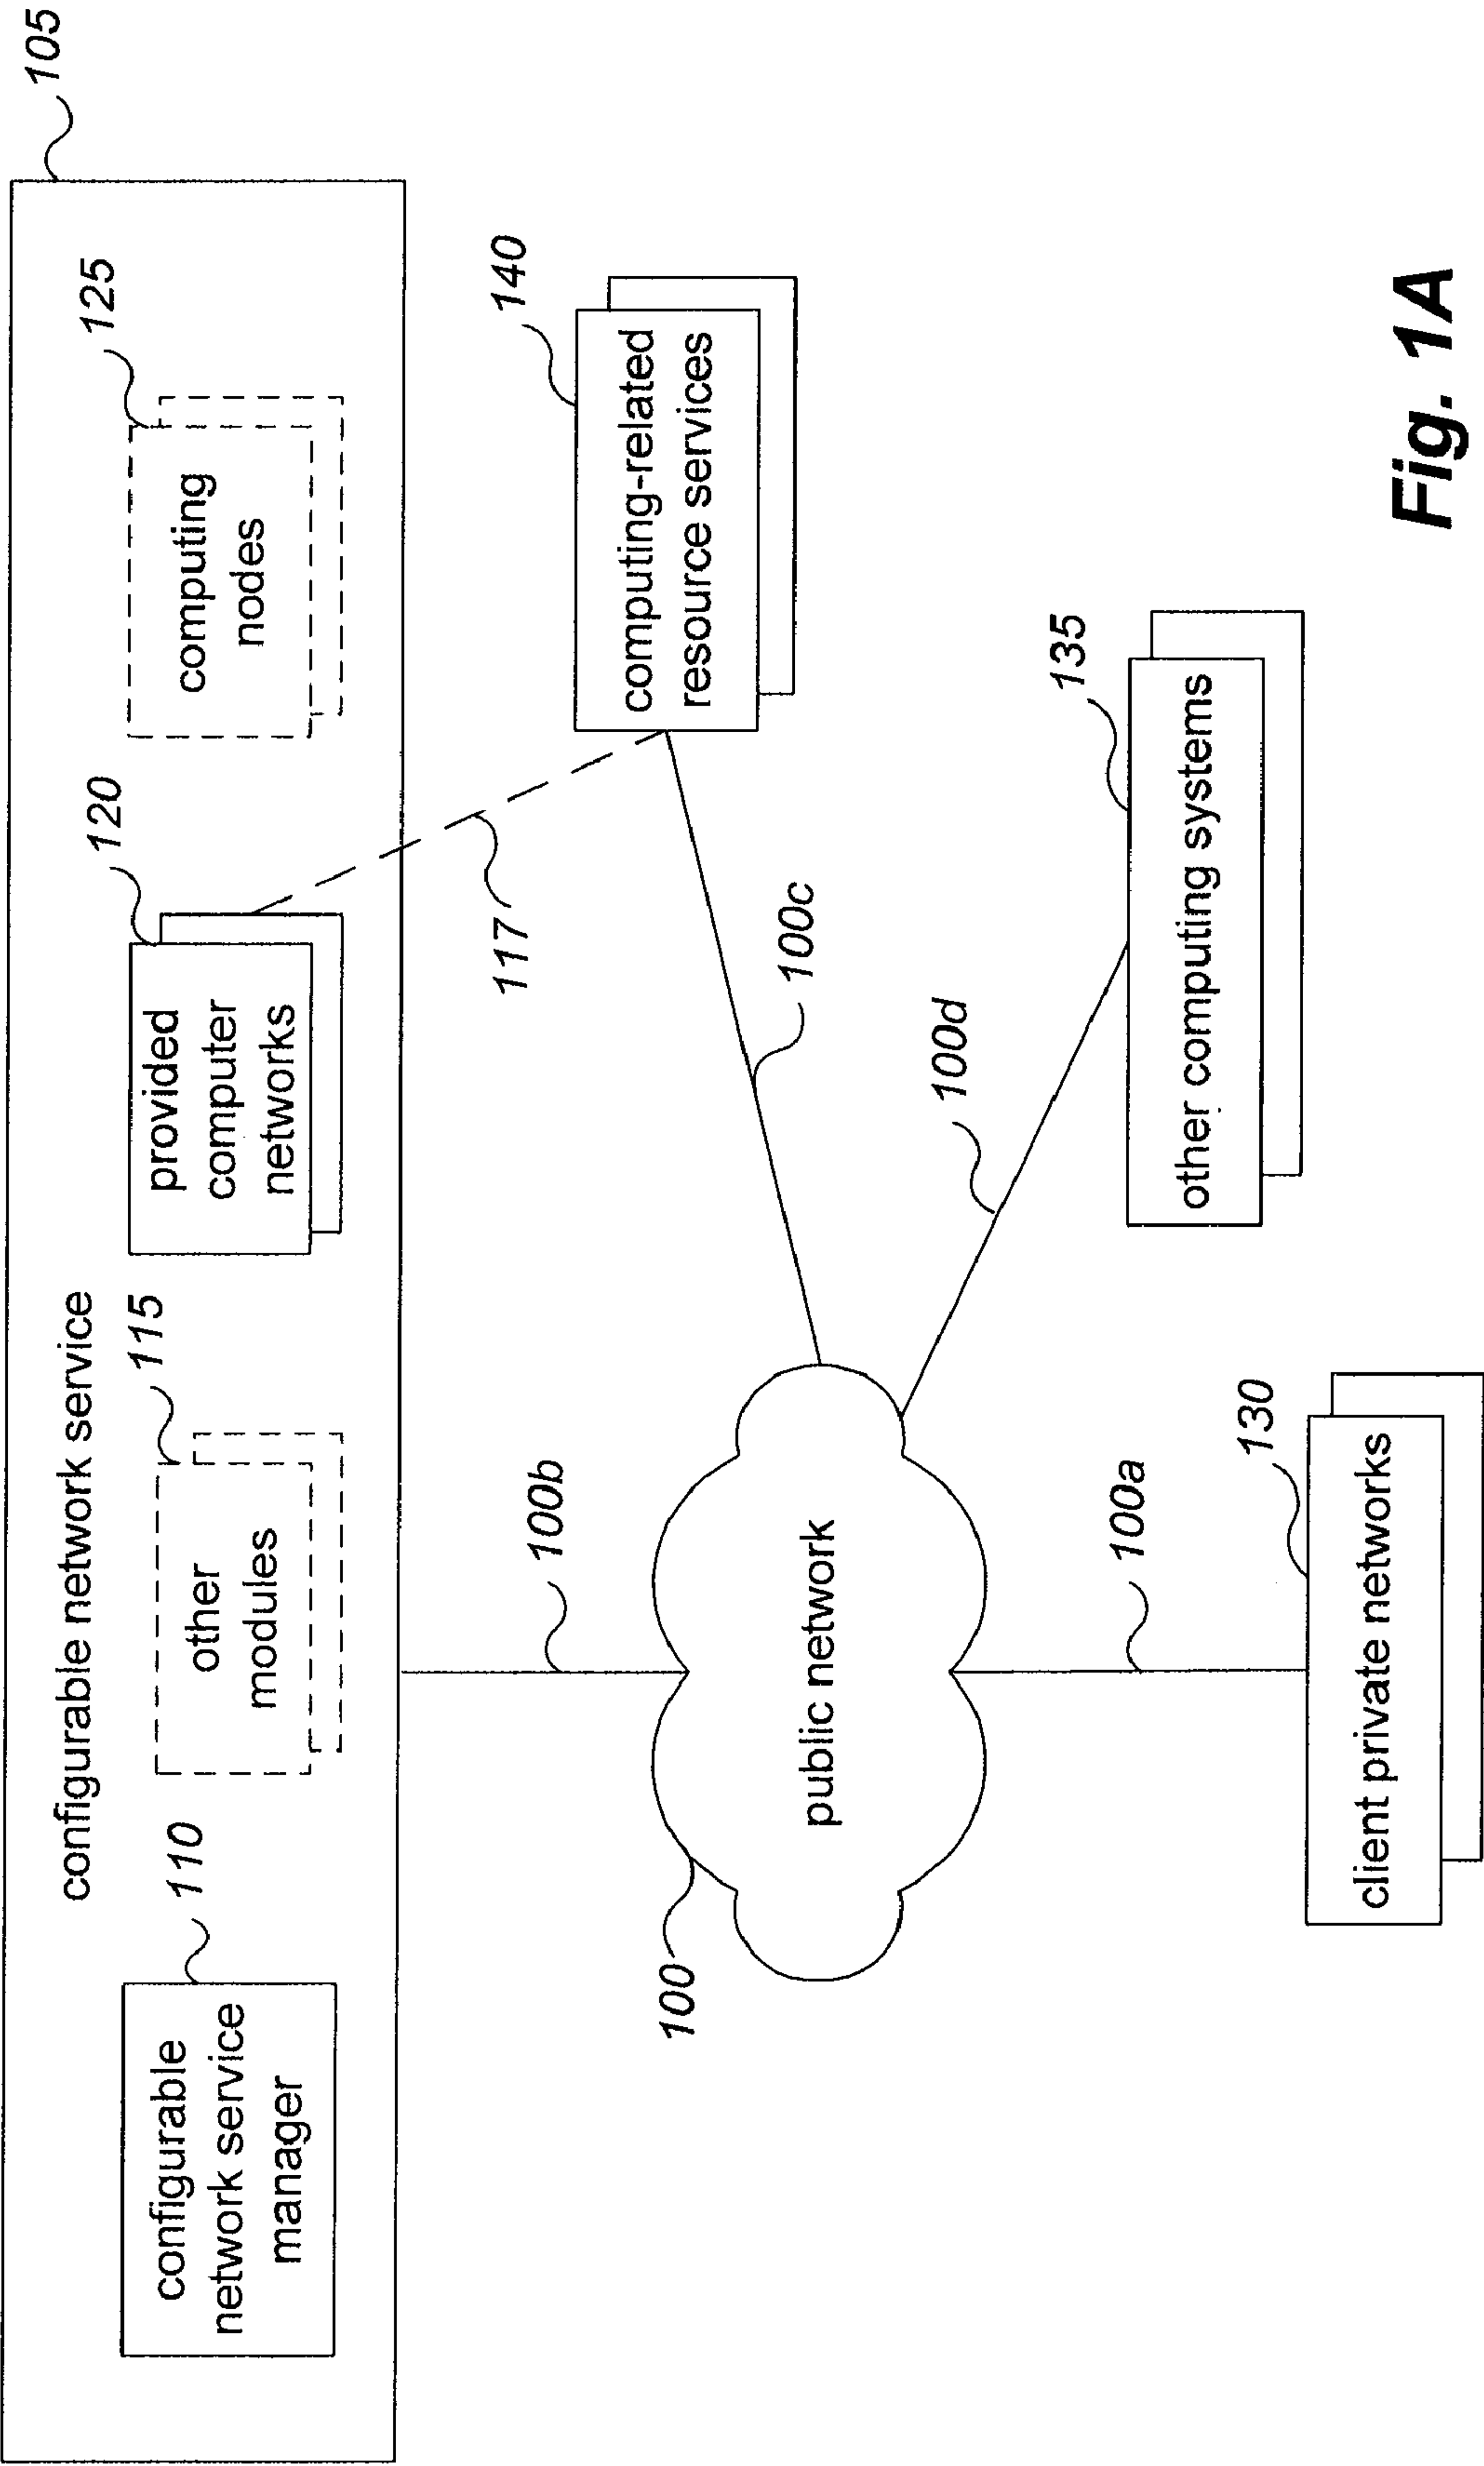 105
configurable network service
110
configurable
network service
manager
115
other
modules
120
provided
computer
networks
125
computing
nodes
117
140
computing-related
resource services
100b
100c
100
public network
100d
135
other computing systems
100a
130
client private networks
Fig. 1A